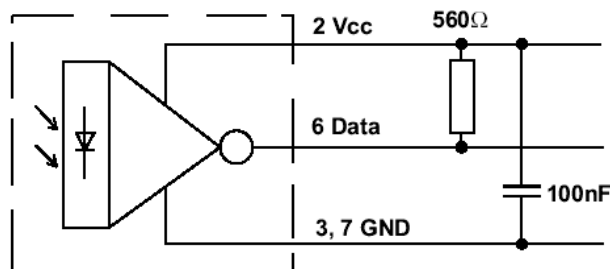 2 Vcc
560Ω
6 Data
100nF
3, 7 GND